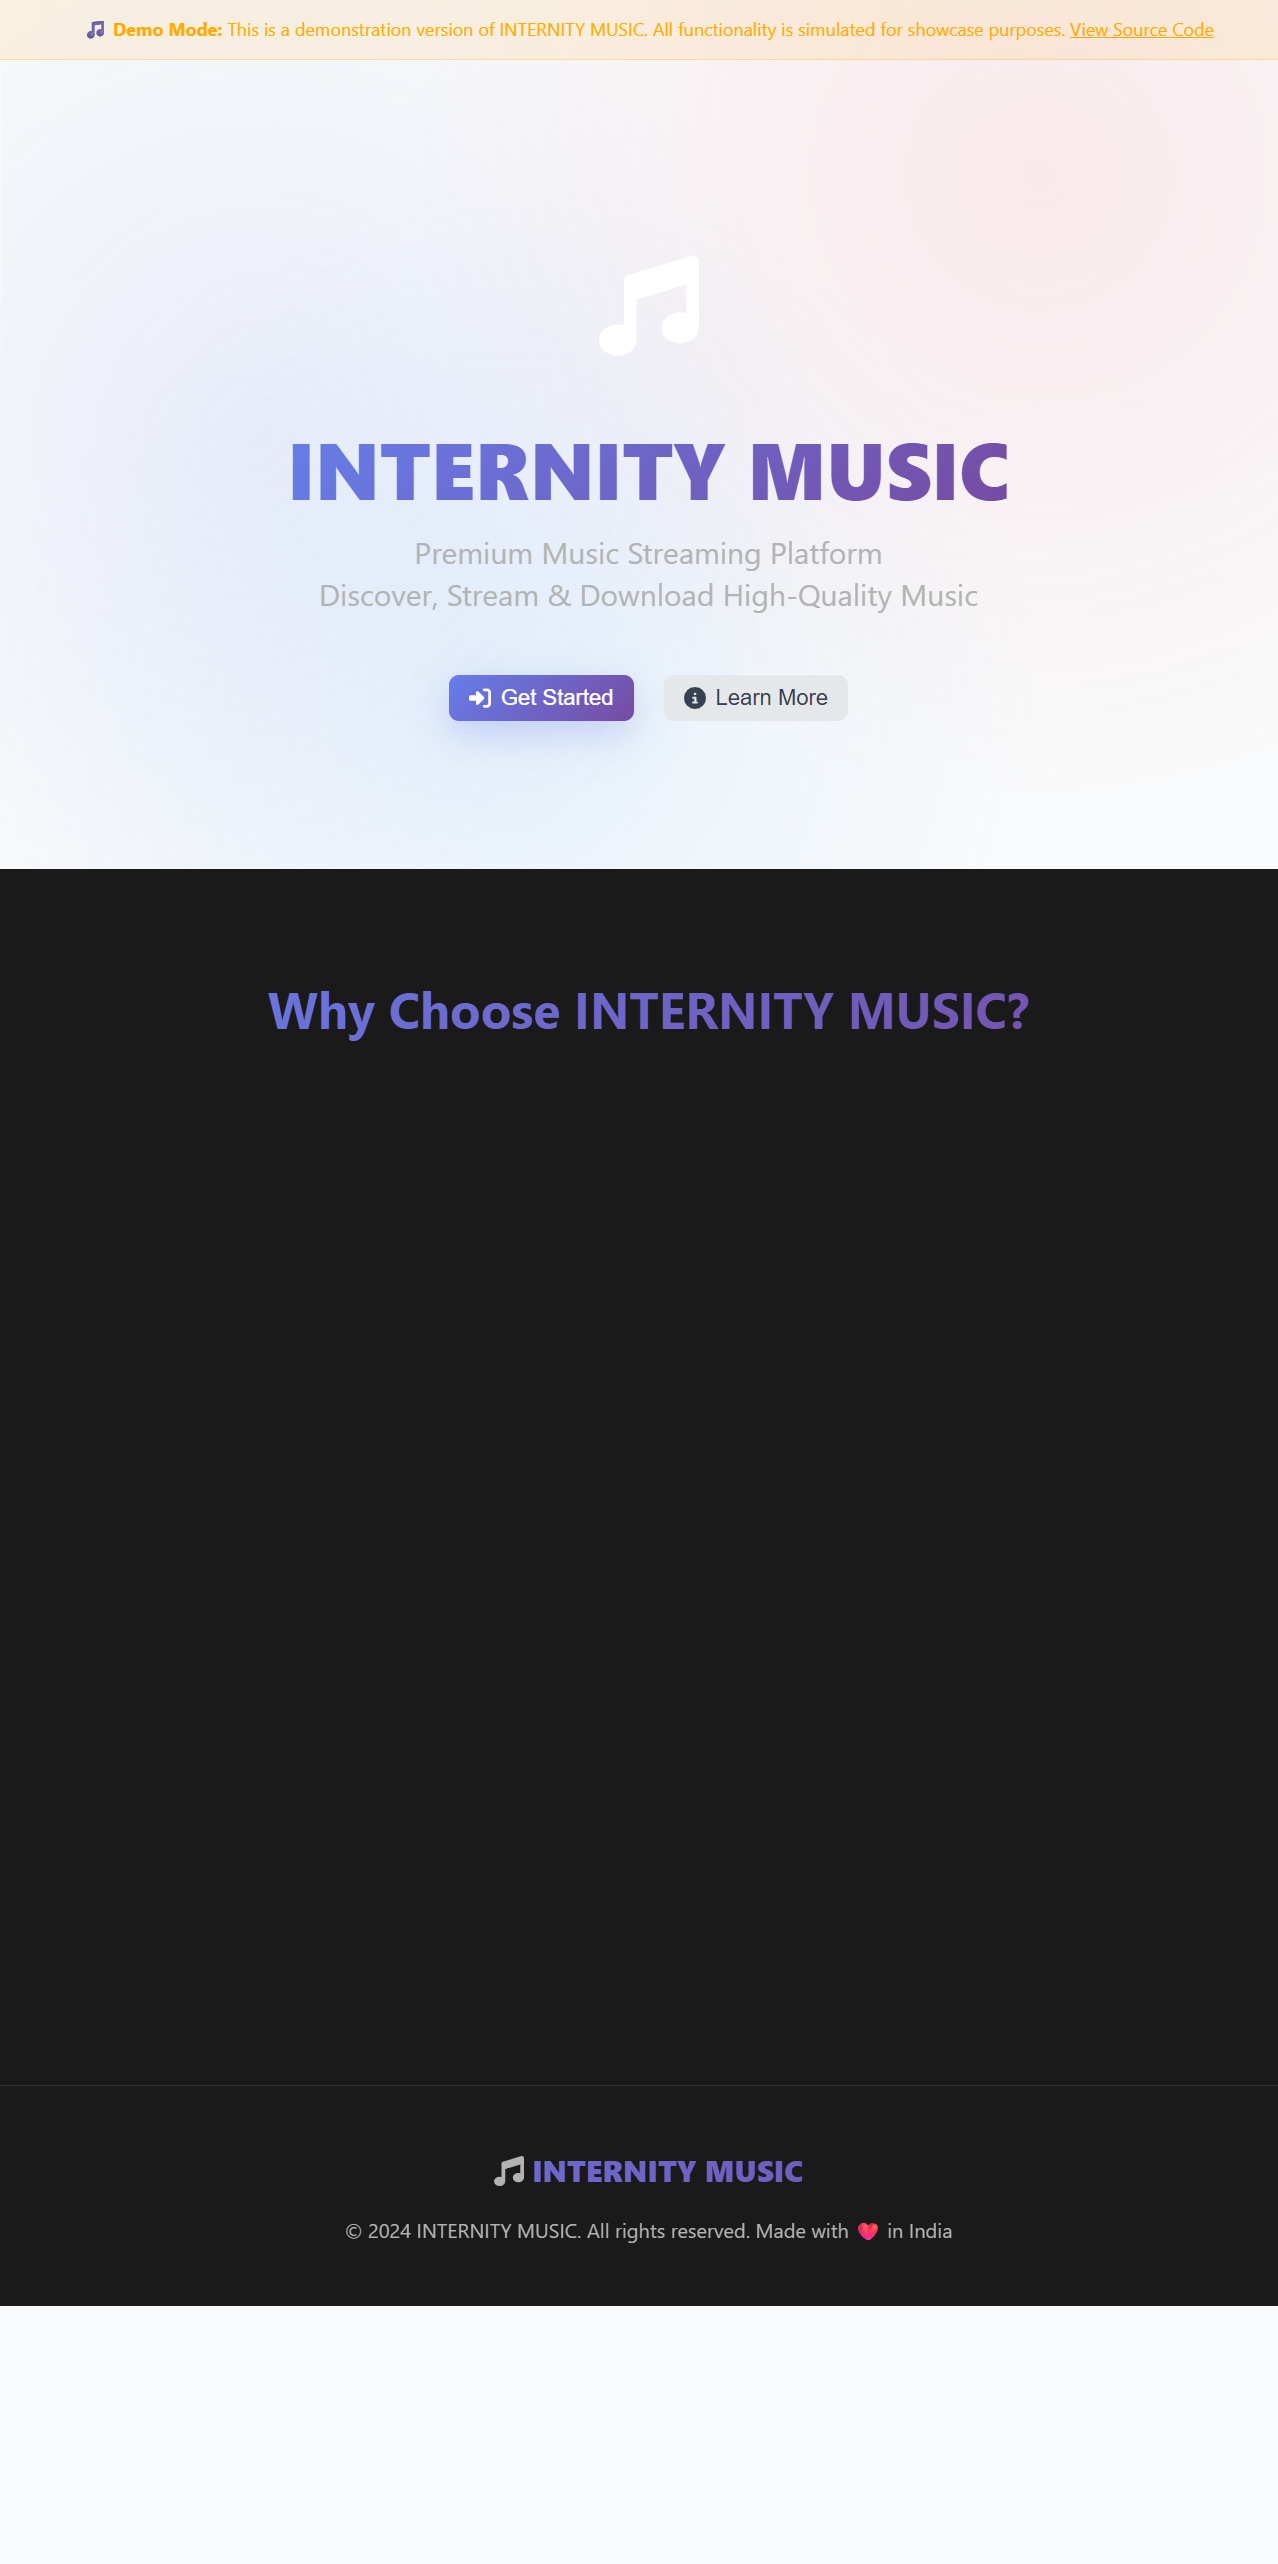 Demo Mode: This is a demonstration version of INTERNITY MUSIC. All functionality is simulated for showcase purposes. View Source Code
INTERNITY MUSIC
Premium Music Streaming Platform
Discover, Stream & Download High-Quality Music
Get Started
Learn More
Why Choose INTERNITY MUSIC?
INTERNITY MUSIC
© 2024 INTERNITY MUSIC. All rights reserved. Made with ❤️ in India